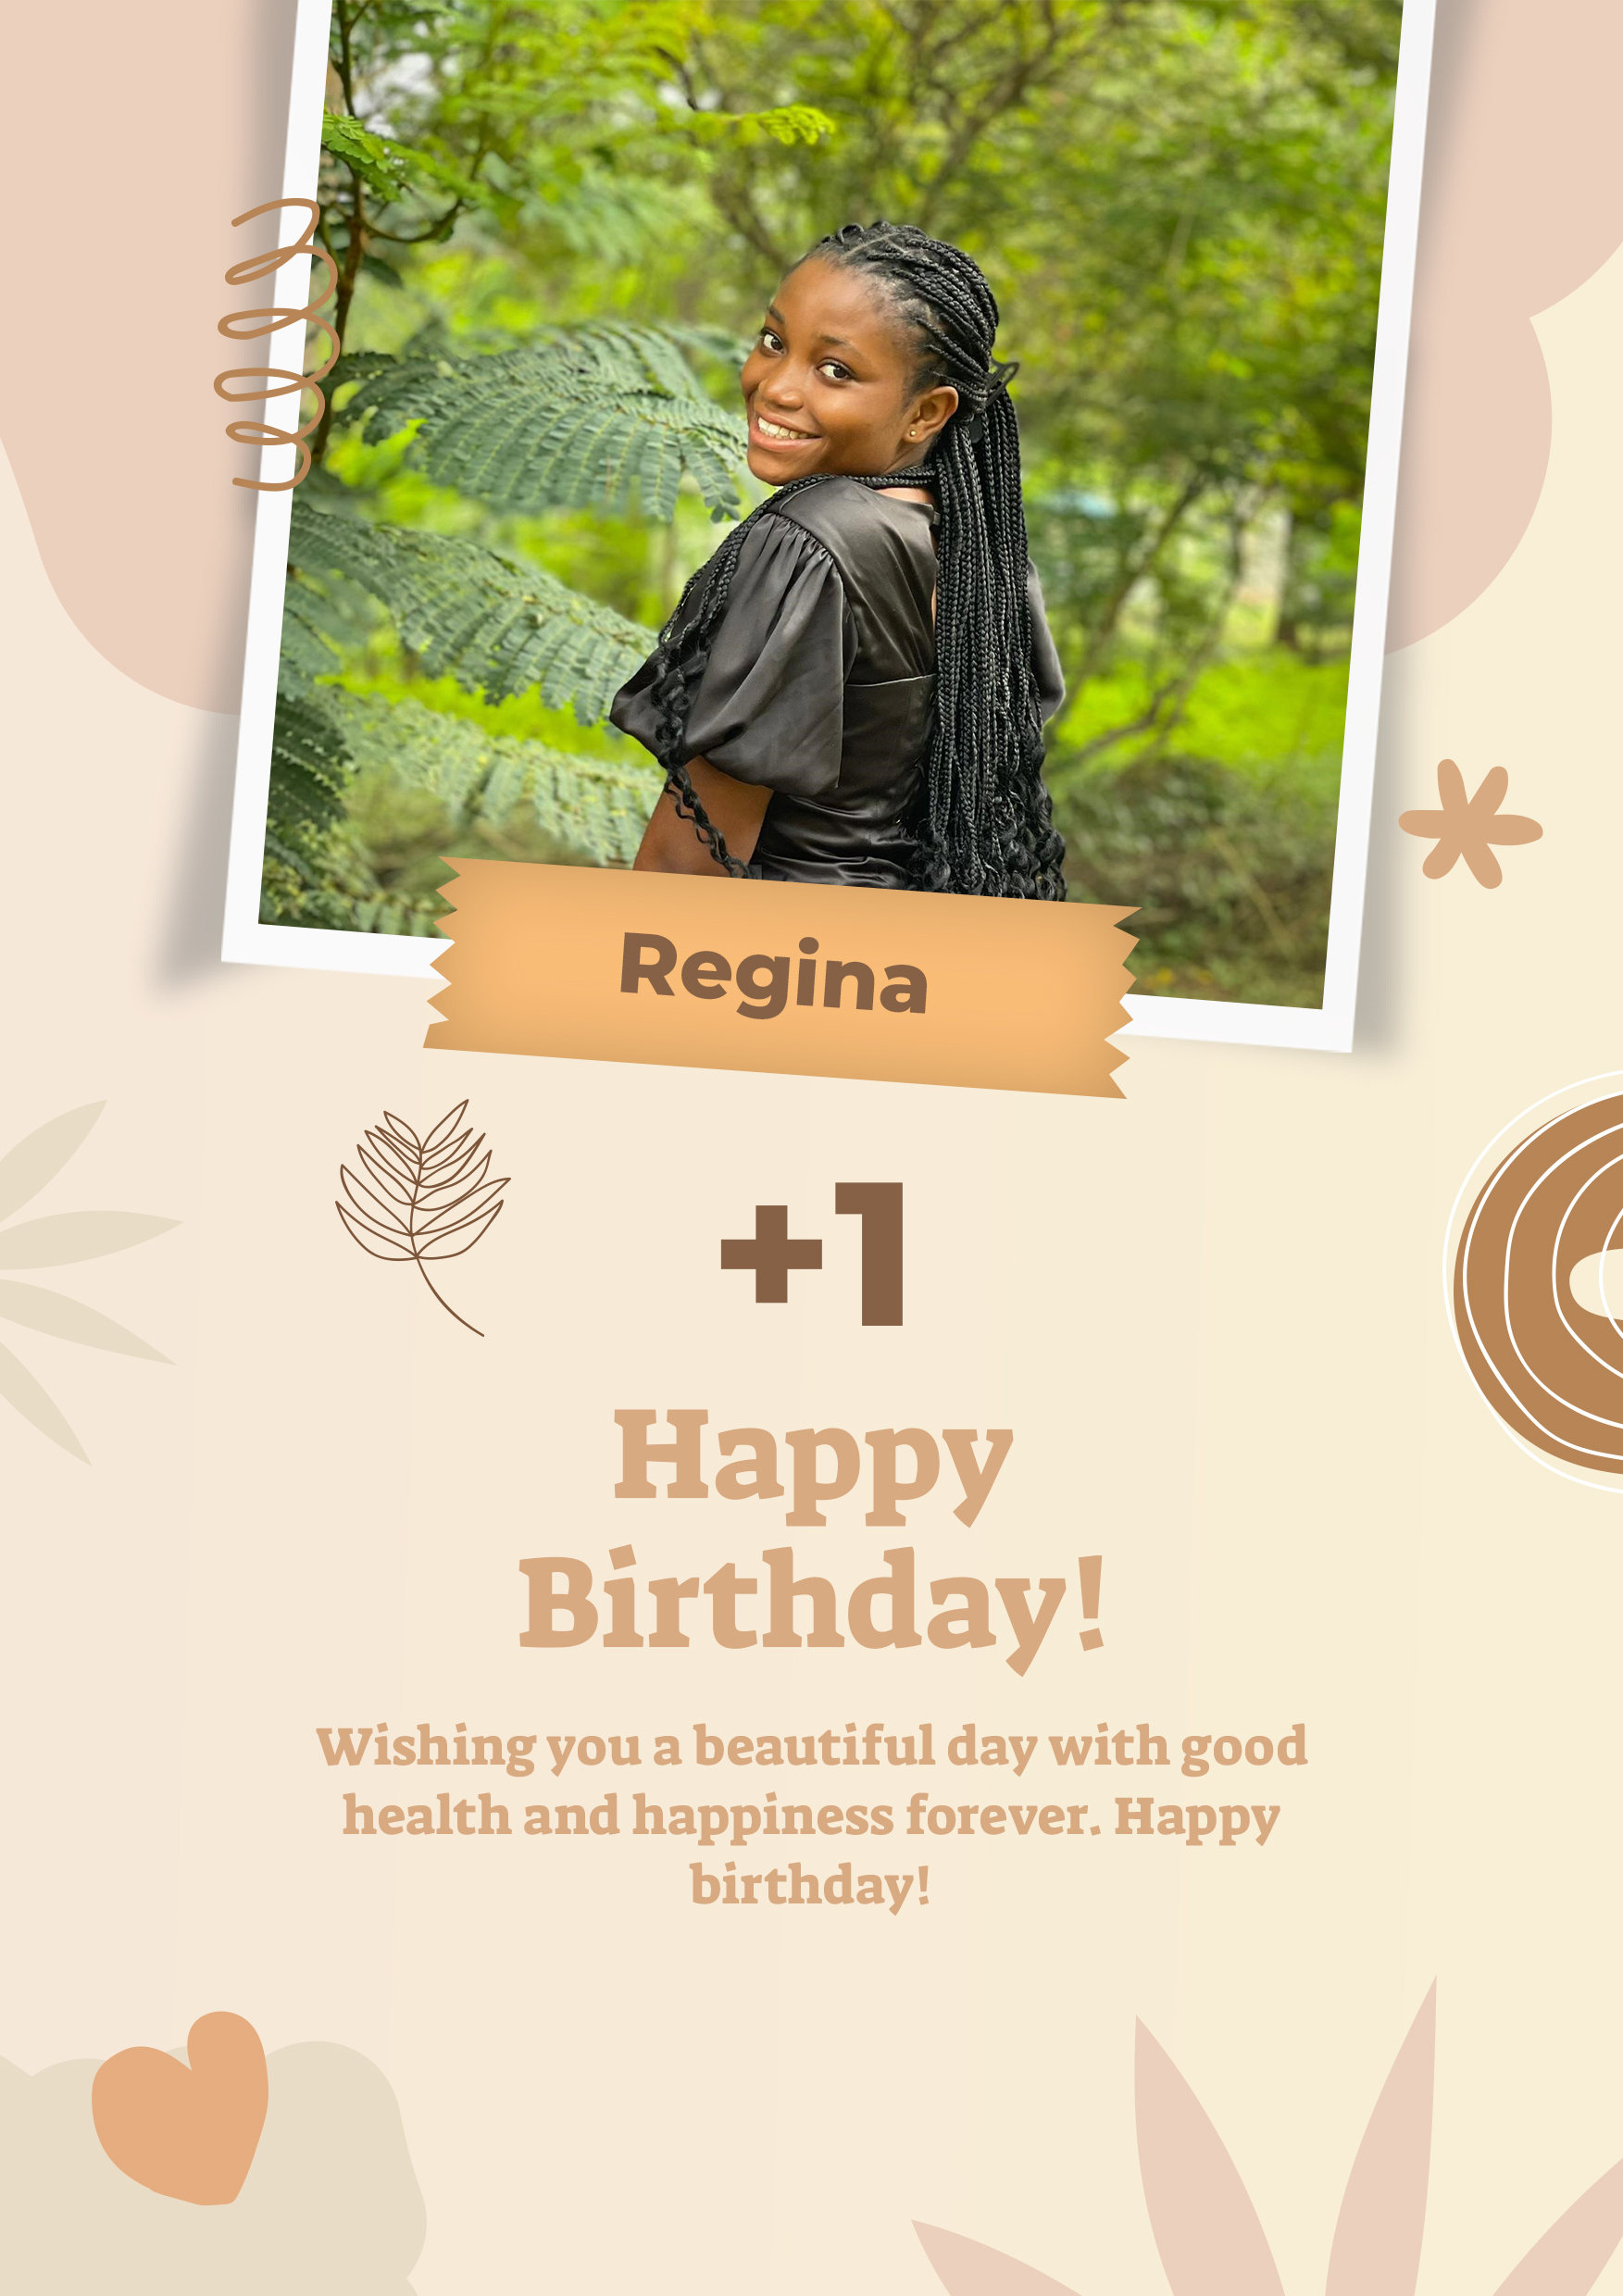 Regina
+1
Happy
Birthday!
Wishing you a beautiful day with good
health and happiness forever. Happy
birthday!